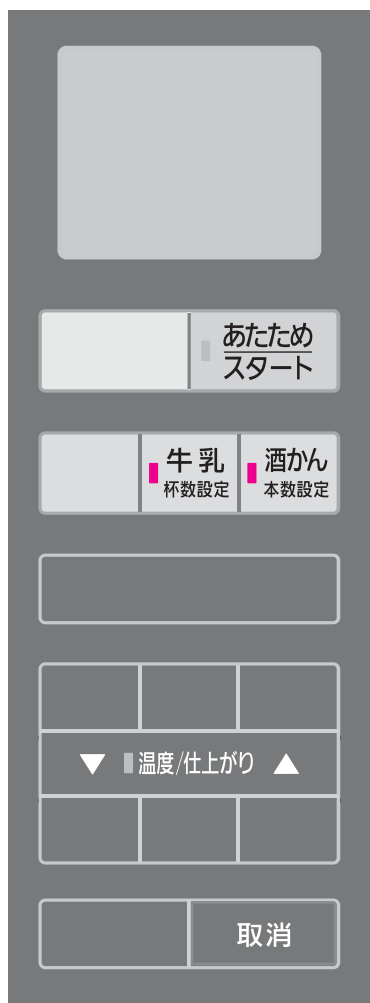 あたため
スタート
牛乳
杯数設定
酒かん
本数設定
▼ 温度/仕上がり ▲
取消